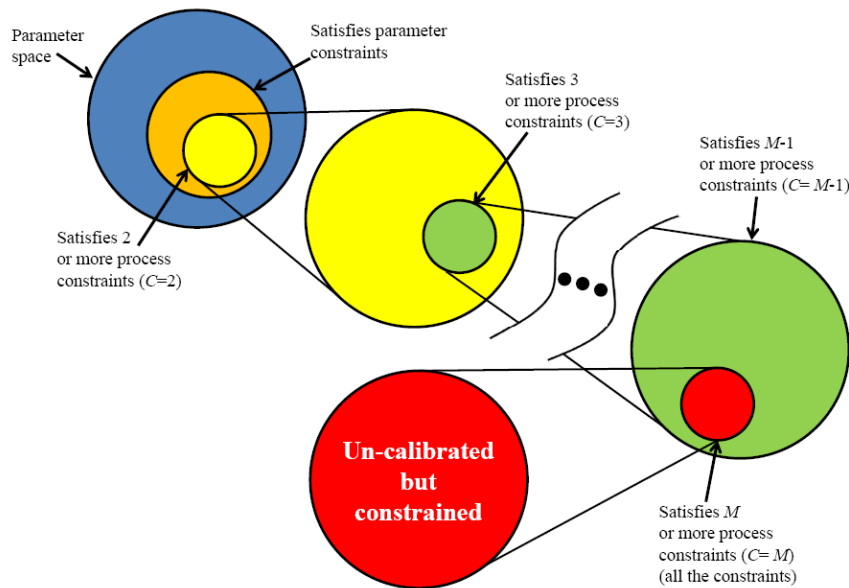 Parameter
space
Satisfies parameter
constraints
Satisfies 3
or more process
constraints (C=3)
Satisfies M-1
or more process
constraints (C= M-1)
Satisfies 2
or more process
constraints (C=2)
Un-calibrated
but
constrained
Satisfies M
or more process
constraints (C= M)
(all the constraints)